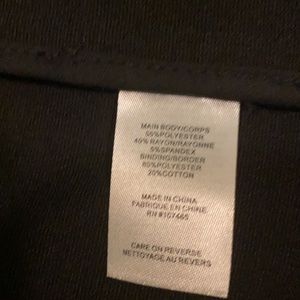 MAIN BODY/CORPS
55%POLYESTER
40% RAYON/RAYONNE
5%SPANDEX
BINDING/BORDER
80%POLYESTER
20%COTTON
MADE IN CHINA
FABRIQUE EN CHINE
RN #107465
CARE ON REVERSE
NETTOYAGE AU REVERS